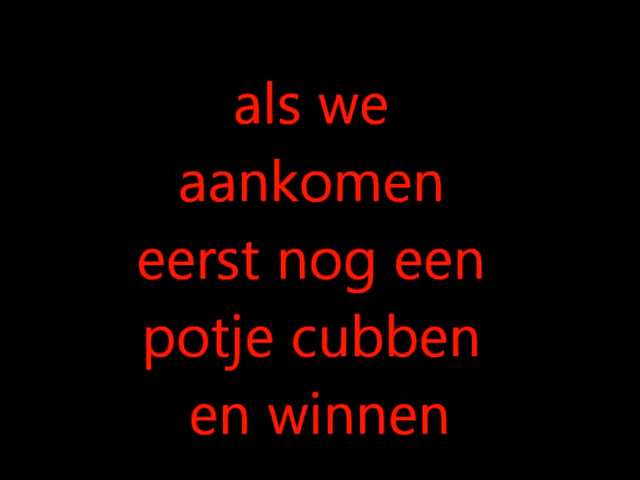 als we
aankomen
eerst nog een
potje cubben
en winnen